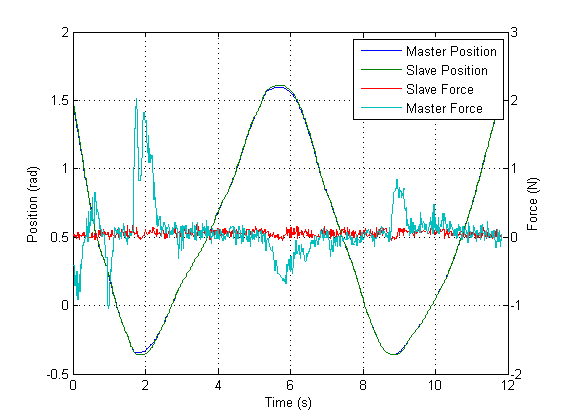 2
1.5
1
0.5
0
-0.5
3
2
1
0
-1
-2
0
2
4
6
8
10
12
Position (rad)
Force (N)
Time (s)
Master Position
Slave Position
Slave Force
Master Force